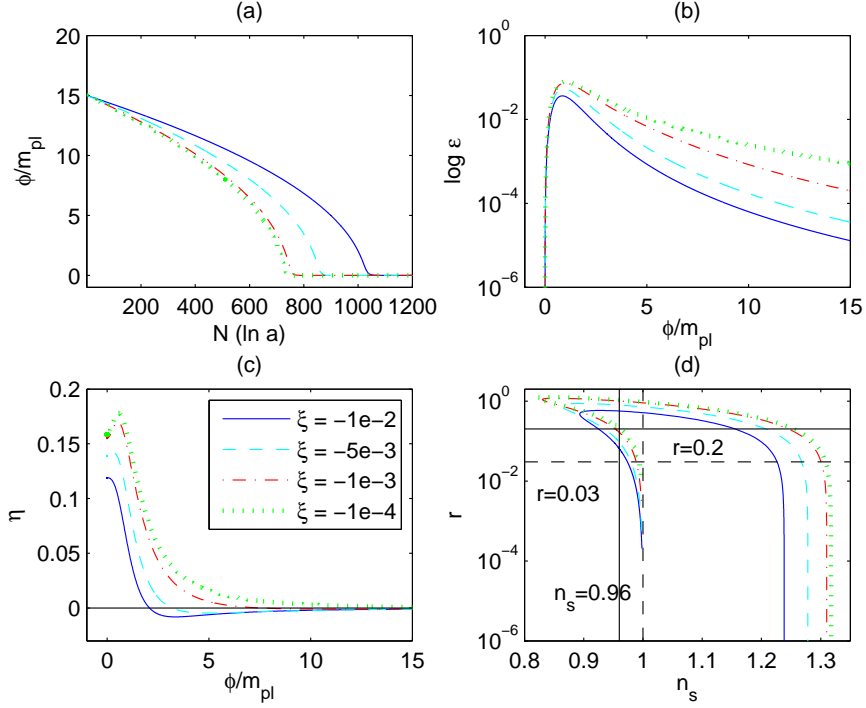 (a)
20
15
10
5
0
200 400 600 800 1000 1200
ϕ/m_pl
N (ln a)
(b)
10^0
10^-2
10^-4
10^-6
0 5 10 15
log ε
ϕ/m_pl
(c)
0.2
0.15
0.1
0.05
0
0 5 10 15
η
ϕ/m_pl
ξ = -1e-2
ξ = -5e-3
ξ = -1e-3
ξ = -1e-4
(d)
10^0
10^-2
10^-4
10^-6
0.8 0.9 1 1.1 1.2 1.3
r
n_s
r=0.2
r=0.03
n_s=0.96